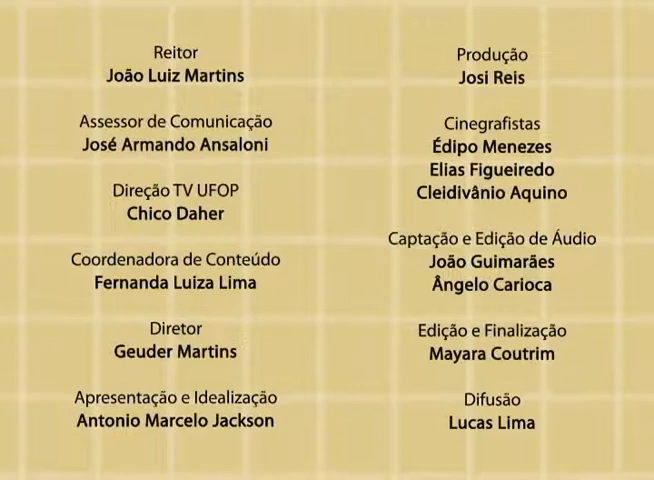 Reitor
João Luiz Martins
Assessor de Comunicação
José Armando Ansaloni
Direção TV UFOP
Chico Daher
Coordenadora de Conteúdo
Fernanda Luiza Lima
Diretor
Geuder Martins
Apresentação e Idealização
Antonio Marcelo Jackson
Produção
Josi Reis
Cinegrafistas
Édipo Menezes
Elias Figueiredo
Cleidivânio Aquino
Captação e Edição de Áudio
João Guimarães
Ângelo Carioca
Edição e Finalização
Mayara Coutrim
Difusão
Lucas Lima